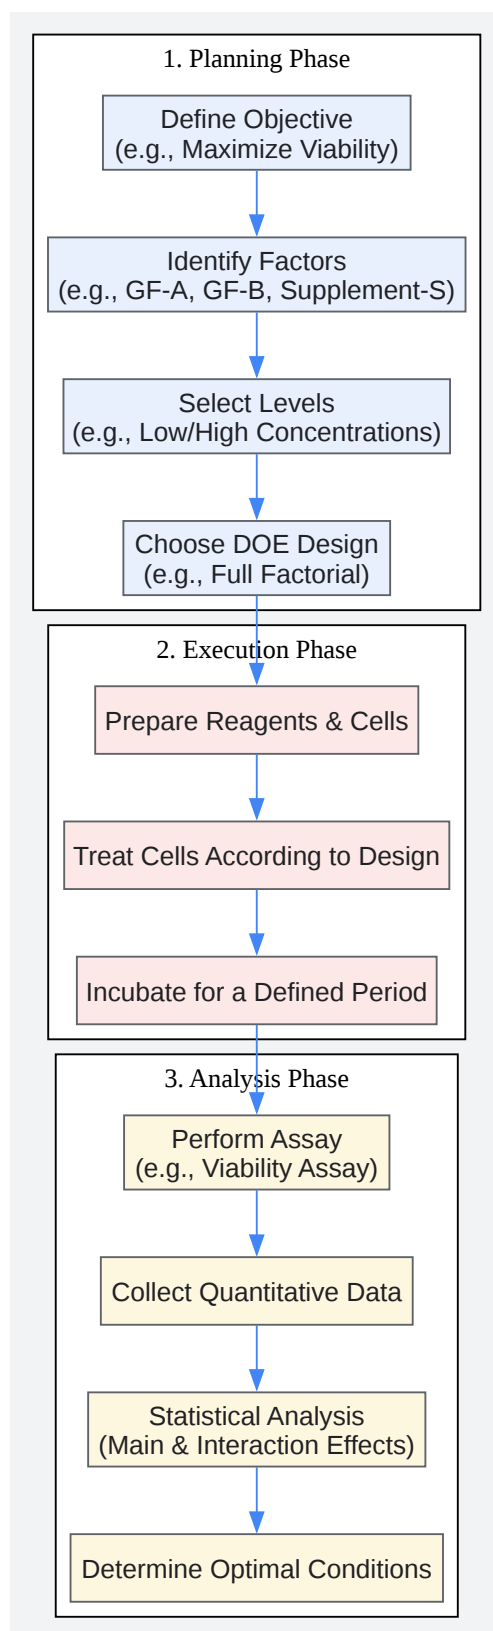 1. Planning Phase
Define Objective
(e.g., Maximize Viability)
Identify Factors
(e.g., GF-A, GF-B, Supplement-S)
Select Levels
(e.g., Low/High Concentrations)
Choose DOE Design
(e.g., Full Factorial)
2. Execution Phase
Prepare Reagents & Cells
Treat Cells According to Design
Incubate for a Defined Period
3. Analysis Phase
Perform Assay
(e.g., Viability Assay)
Collect Quantitative Data
Statistical Analysis
(Main & Interaction Effects)
Determine Optimal Conditions